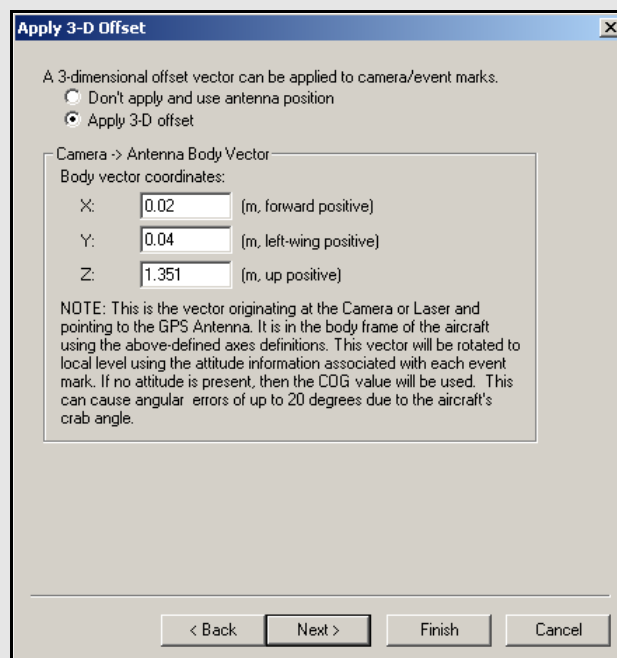 Apply 3-D Offset
A 3-dimensional offset vector can be applied to camera/event marks.
Don't apply and use antenna position
Apply 3-D offset
Camera -> Antenna Body Vector
Body vector coordinates:
X: 0.02 (m, forward positive)
Y: 0.04 (m, left-wing positive)
Z: 1.351 (m, up positive)
NOTE: This is the vector originating at the Camera or Laser and
pointing to the GPS Antenna. It is in the body frame of the aircraft
using the above-defined axes definitions. This vector will be rotated to
local level using the attitude information associated with each event
mark. If no attitude is present, then the COG value will be used.  This
can cause angular  errors of up to 20 degrees due to the aircraft's
crab angle.
< Back Next > Finish Cancel